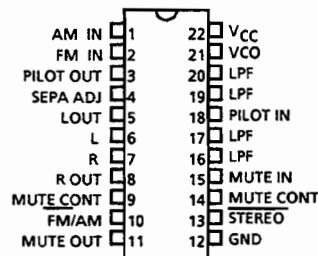 AM IN 1 22 VCC
FM IN 2 21 VCO
PILOT OUT 3 20 LPF
SEPA ADJ 4 19 LPF
LOUT 5 18 PILOT IN
L 6 17 LPF
R 7 16 LPF
R OUT 8 15 MUTE IN
MUTE CONT 9 14 MUTE CONT
FM/AM 10 13 STEREO
MUTE OUT 11 12 GND